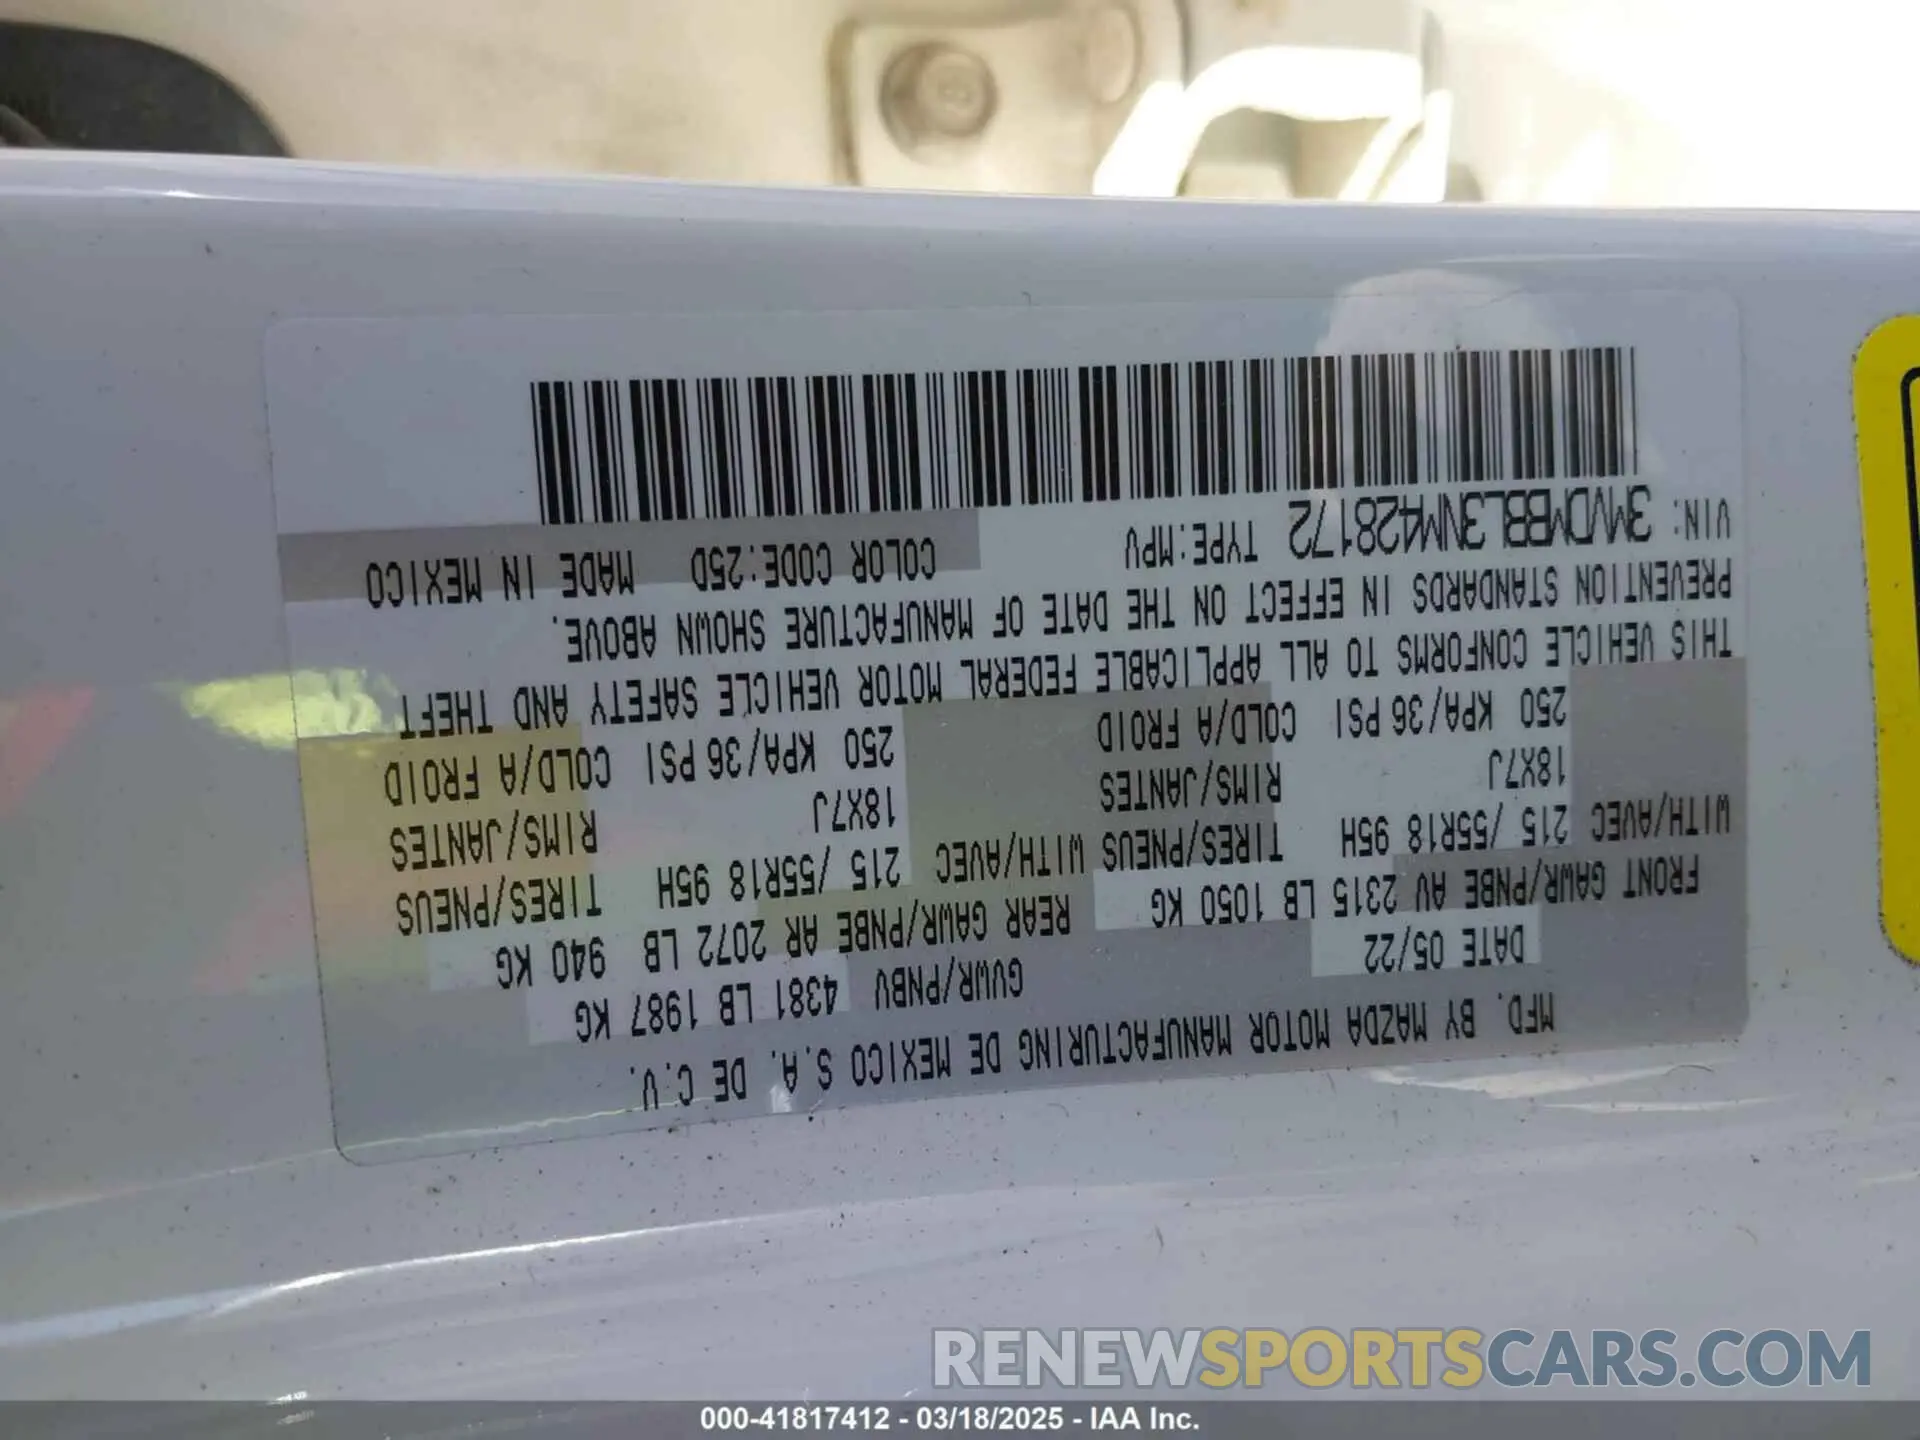 MFD. BY MAZDA MOTOR MANUFACTURING DE MEXICO S.A. DE C.V.
DATE 05/22 GVWR/PNBV 4381 LB 1987 KG
FRONT GAWR/PNBE AV 2315 LB 1050 KG REAR GAWR/PNBE AR 2072 LB 940 KG
WITH/AVEC 215 /55R18 95H TIRES/PNEUS WITH/AVEC 215 /55R18 95H TIRES/PNEUS
18X7J RIMS/JANTES 18X7J RIMS/JANTES
250 KPA/36 PSI COLD/A FROID 250 KPA/36 PSI COLD/A FROID
THIS VEHICLE CONFORMS TO ALL APPLICABLE FEDERAL MOTOR VEHICLE SAFETY AND THEFT
PREVENTION STANDARDS IN EFFECT ON THE DATE OF MANUFACTURE SHOWN ABOVE.
VIN: 3MVDMBBL3NM428172 TYPE:MPV COLOR CODE:25D MADE IN MEXICO
RENEWSPORTSCARS.COM
000-41817412 - 03/18/2025 - IAA Inc.